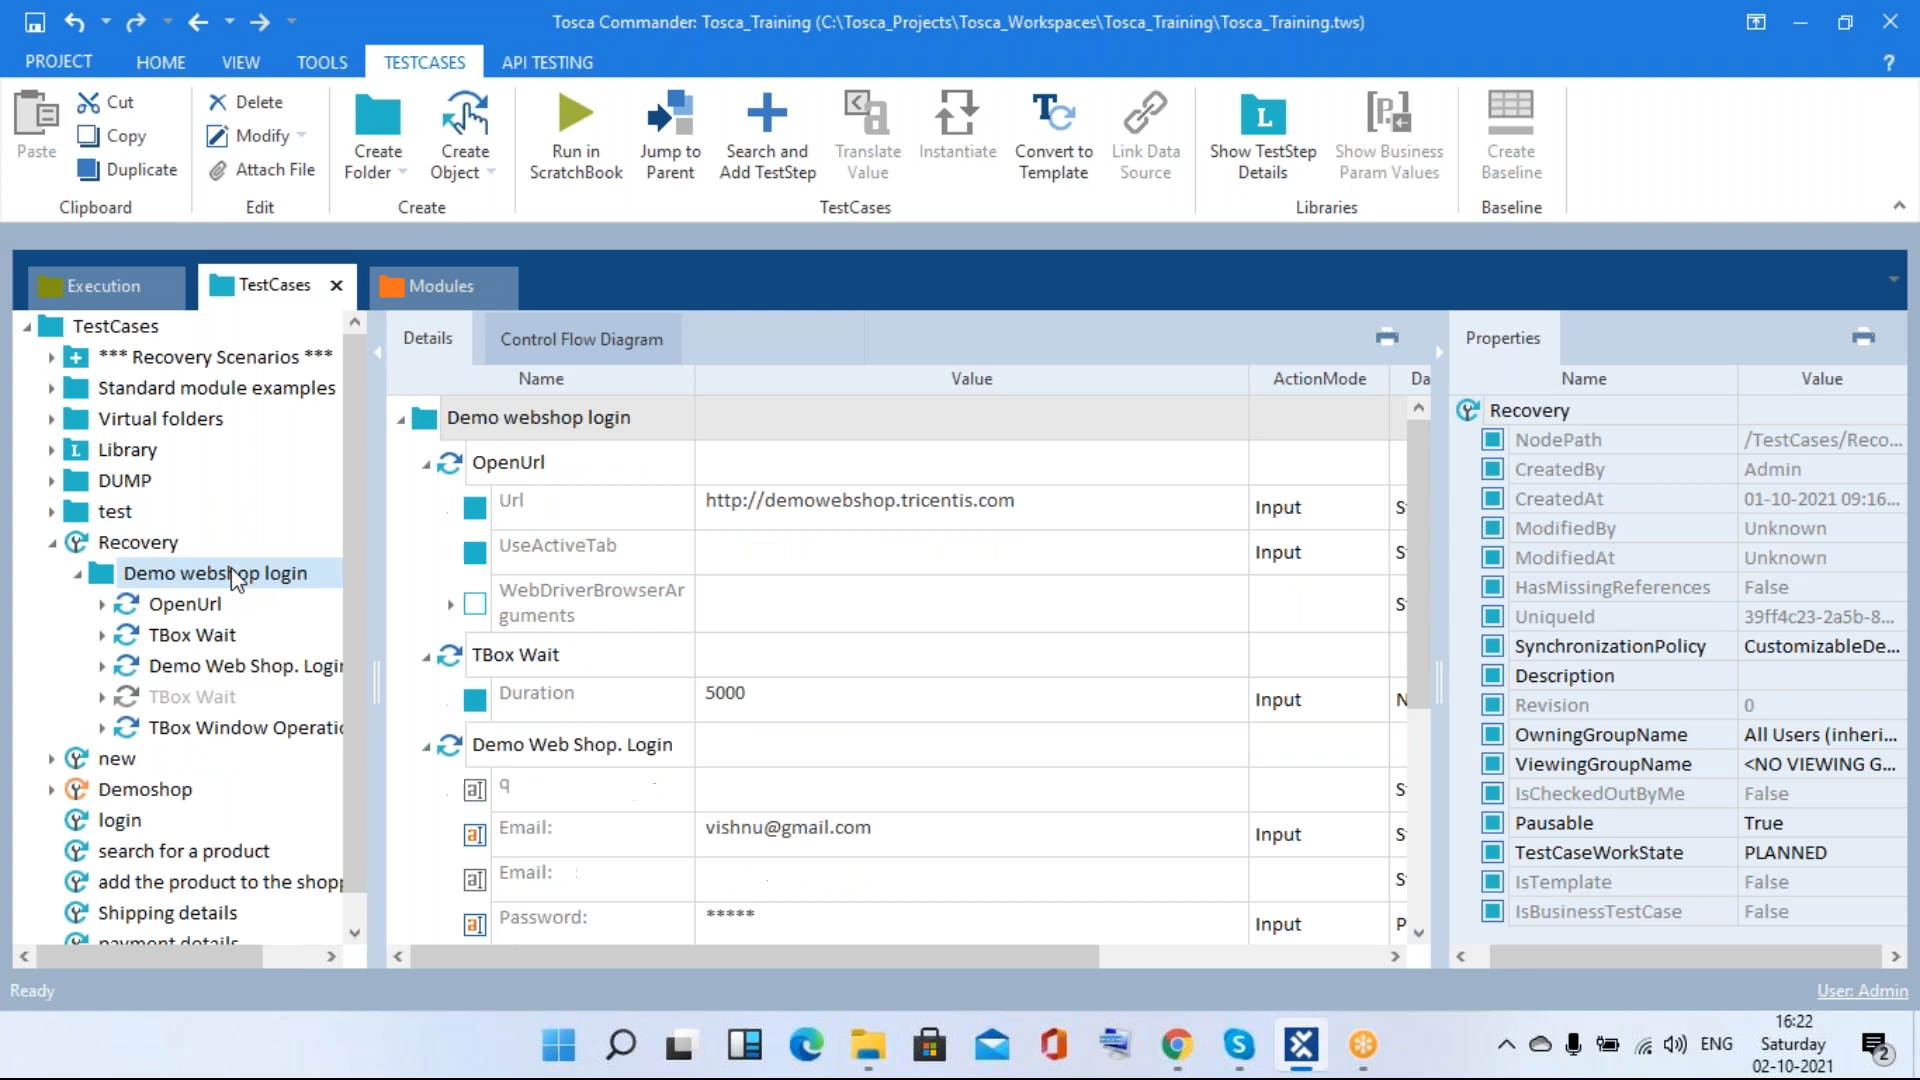 Tosca Commander: Tosca_Training (C:\Tosca_Projects\Tosca_Workspaces\Tosca_Training\Tosca_Training.tws)
PROJECT HOME VIEW TOOLS TESTCASES API TESTING ?
Paste Cut Copy Duplicate
Clipboard
Delete Modify Attach File
Edit
Create Folder Create Object
Create
Run in ScratchBook Jump to Parent Search and Add TestStep Translate Value Instantiate Convert to Template Link Data Source
TestCases
Show TestStep Details Show Business Param Values
Libraries
Create Baseline
Baseline
Execution TestCases Modules
TestCases
*** Recovery Scenarios ***
Standard module examples
Virtual folders
Library
DUMP
test
Recovery
Demo webshop login
OpenUrl
TBox Wait
Demo Web Shop. Login
TBox Wait
TBox Window Operatio
new
Demoshop
login
search for a product
add the product to the shopp
Shipping details
payment details
Details Control Flow Diagram
Name Value ActionMode Da
Demo webshop login
OpenUrl
Url http://demowebshop.tricentis.com Input S
UseActiveTab Input S
WebDriverBrowserAr
guments S
TBox Wait
Duration 5000 Input N
Demo Web Shop. Login
q S
Email: vishnu@gmail.com Input S
Email: S
Password: ***** Input P
Properties
Name Value
Recovery
NodePath /TestCases/Reco...
CreatedBy Admin
CreatedAt 01-10-2021 09:16...
ModifiedBy Unknown
ModifiedAt Unknown
HasMissingReferences False
UniqueId 39ff4c23-2a5b-8...
SynchronizationPolicy CustomizableDe...
Description
Revision 0
OwningGroupName All Users (inheri...
ViewingGroupName <NO VIEWING G...
IsCheckedOutByMe False
Pausable True
TestCaseWorkState PLANNED
IsTemplate False
IsBusinessTestCase False
Ready User: Admin
ENG
16:22
Saturday
02-10-2021
2